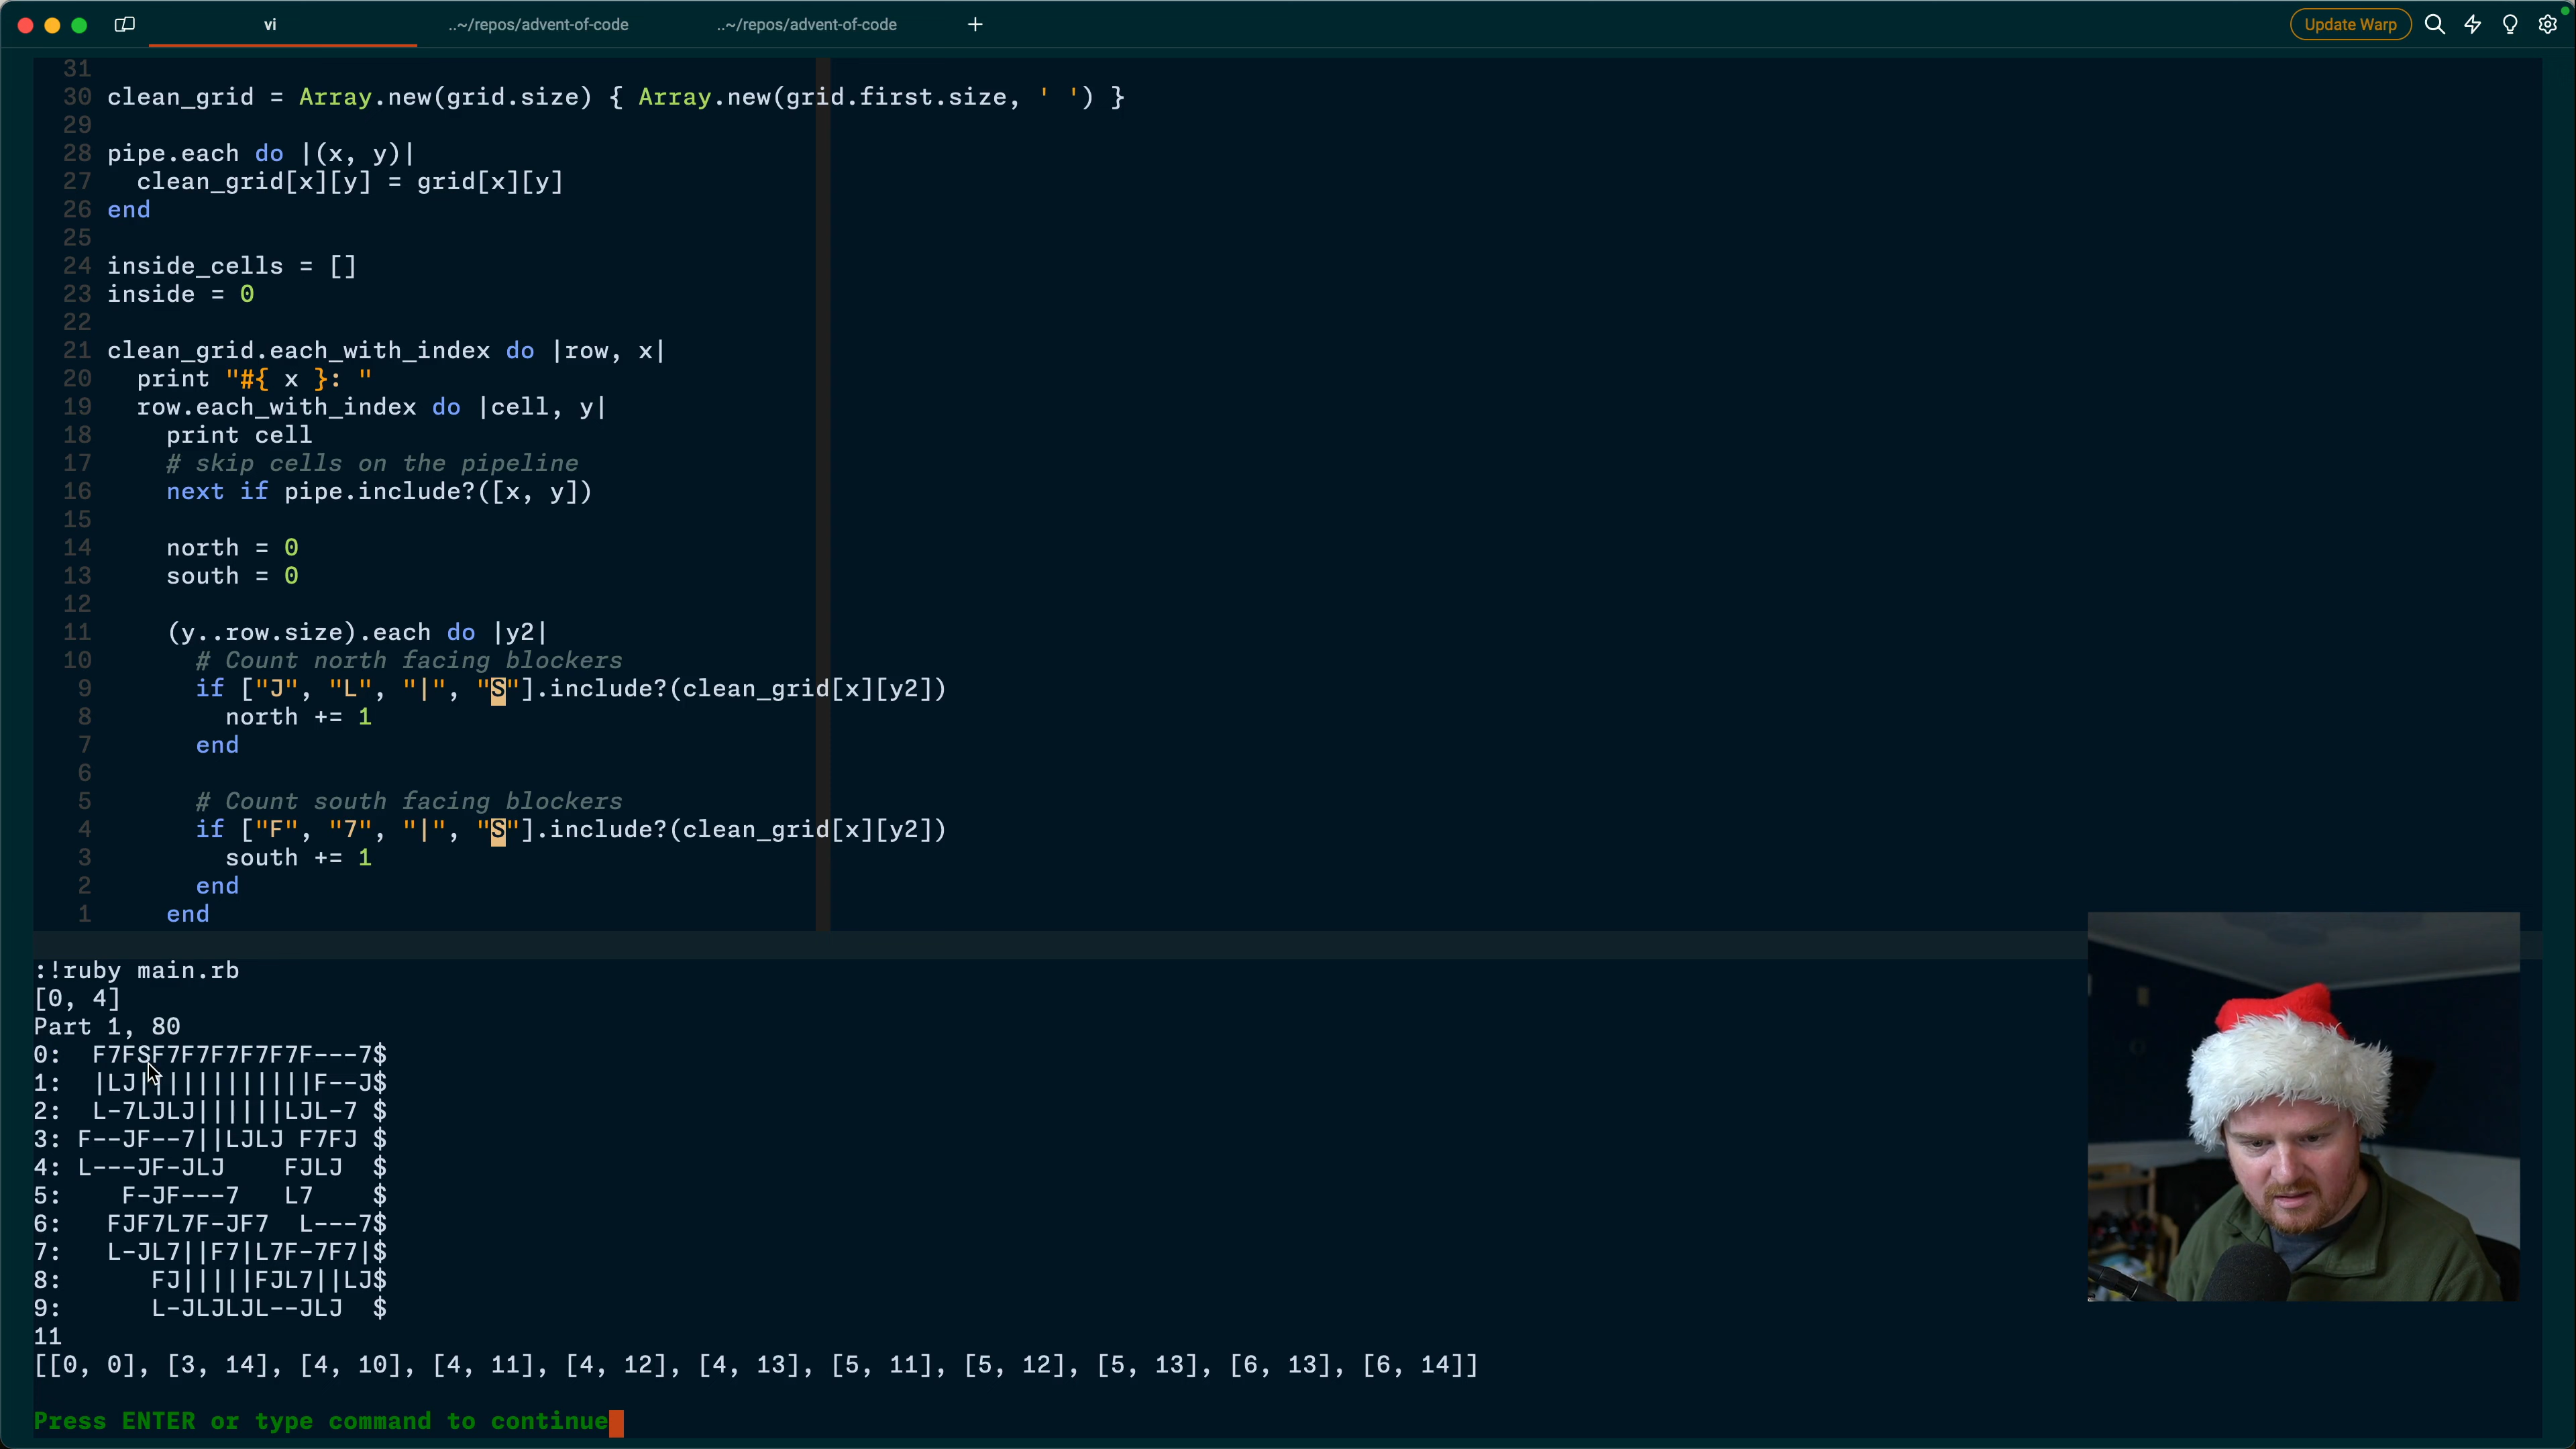 vi
..~/repos/advent-of-code
..~/repos/advent-of-code
+
Update Warp
31
30 clean_grid = Array.new(grid.size) { Array.new(grid.first.size, ' ') }
29
28 pipe.each do |(x, y)|
27   clean_grid[x][y] = grid[x][y]
26 end
25
24 inside_cells = []
23 inside = 0
22
21 clean_grid.each_with_index do |row, x|
20   print "#{ x }: "
19   row.each_with_index do |cell, y|
18     print cell
17     # skip cells on the pipeline
16     next if pipe.include?([x, y])
15
14     north = 0
13     south = 0
12
11     (y..row.size).each do |y2|
10       # Count north facing blockers
9       if ["J", "L", "|", "S"].include?(clean_grid[x][y2])
8         north += 1
7       end
6
5       # Count south facing blockers
4       if ["F", "7", "|", "S"].include?(clean_grid[x][y2])
3         south += 1
2       end
1     end
:!ruby main.rb
[0, 4]
Part 1, 80
0:  F7FSF7F7F7F7F7F---7$
1:  |LJ||||||||||||F--J$
2:  L-7LJLJ||||||LJL-7 $
3: F--JF--7||LJLJ F7FJ $
4: L---JF-JLJ    FJLJ  $
5:    F-JF---7   L7    $
6:   FJF7L7F-JF7  L---7$
7:   L-JL7||F7|L7F-7F7|$
8:      FJ|||||FJL7||LJ$
9:      L-JLJLJL--JLJ  $
11
[[0, 0], [3, 14], [4, 10], [4, 11], [4, 12], [4, 13], [5, 11], [5, 12], [5, 13], [6, 13], [6, 14]]
Press ENTER or type command to continue